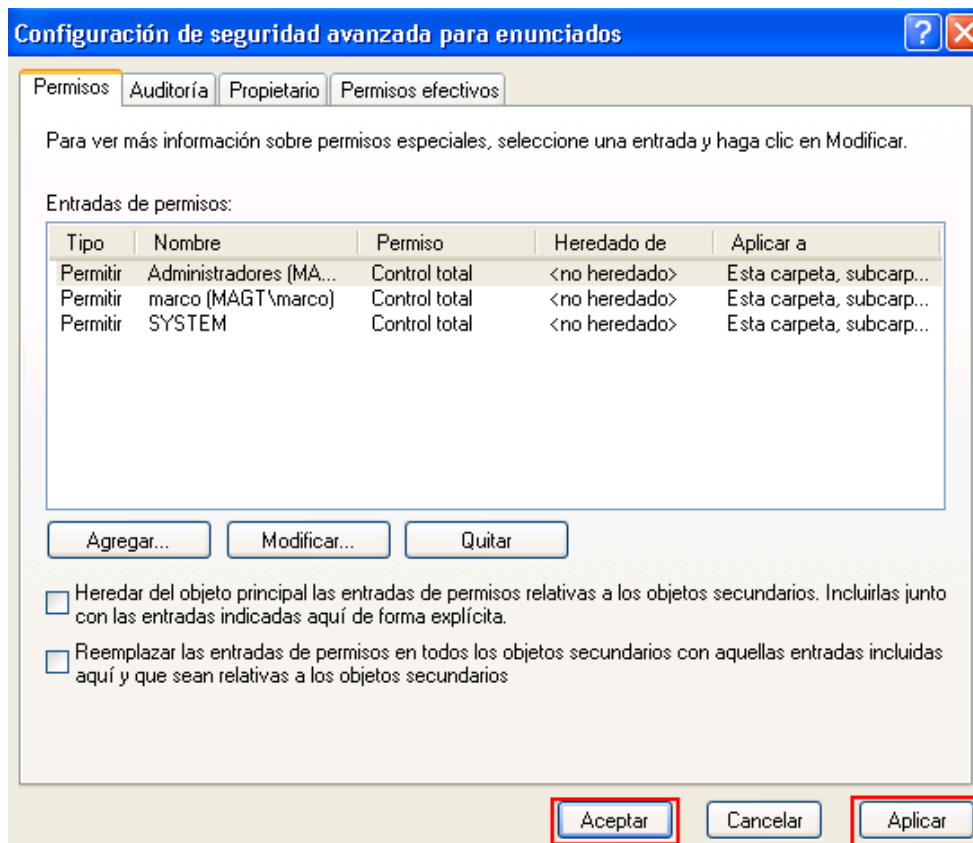 Configuración de seguridad avanzada para enunciados
Permisos Auditoría Propietario Permisos efectivos
Para ver más información sobre permisos especiales, seleccione una entrada y haga clic en Modificar.
Entradas de permisos:
Tipo Nombre Permiso Heredado de Aplicar a
Permitir Administradores (MA... Control total <no heredado> Esta carpeta, subcarp...
Permitir marco (MAGT\marco) Control total <no heredado> Esta carpeta, subcarp...
Permitir SYSTEM Control total <no heredado> Esta carpeta, subcarp...
Agregar... Modificar... Quitar
Heredar del objeto principal las entradas de permisos relativas a los objetos secundarios. Incluirlas junto
con las entradas indicadas aquí de forma explícita.
Reemplazar las entradas de permisos en todos los objetos secundarios con aquellas entradas incluidas
aquí y que sean relativas a los objetos secundarios
Aceptar Cancelar Aplicar